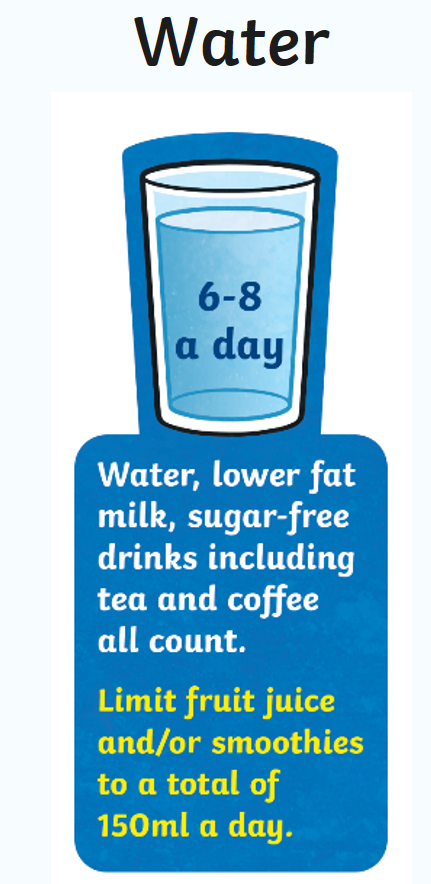 Water
6-8
a day
Water, lower fat
milk, sugar-free
drinks including
tea and coffee
all count.
Limit fruit juice
and/or smoothies
to a total of
150ml a day.